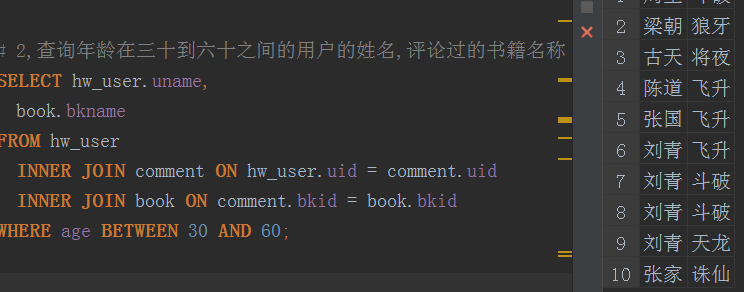 # 2,查询年龄在三十到六十之间的用户的姓名,评论过的书籍名称
SELECT hw_user.uname,
book.bkname
FROM hw_user
INNER JOIN comment ON hw_user.uid = comment.uid
INNER JOIN book ON comment.bkid = book.bkid
WHERE age BETWEEN 30 AND 60;
2 梁朝 狼牙
3 古天 将夜
4 陈道 飞升
5 张国 飞升
6 刘青 飞升
7 刘青 斗破
8 刘青 斗破
9 刘青 天龙
10 张家 诛仙